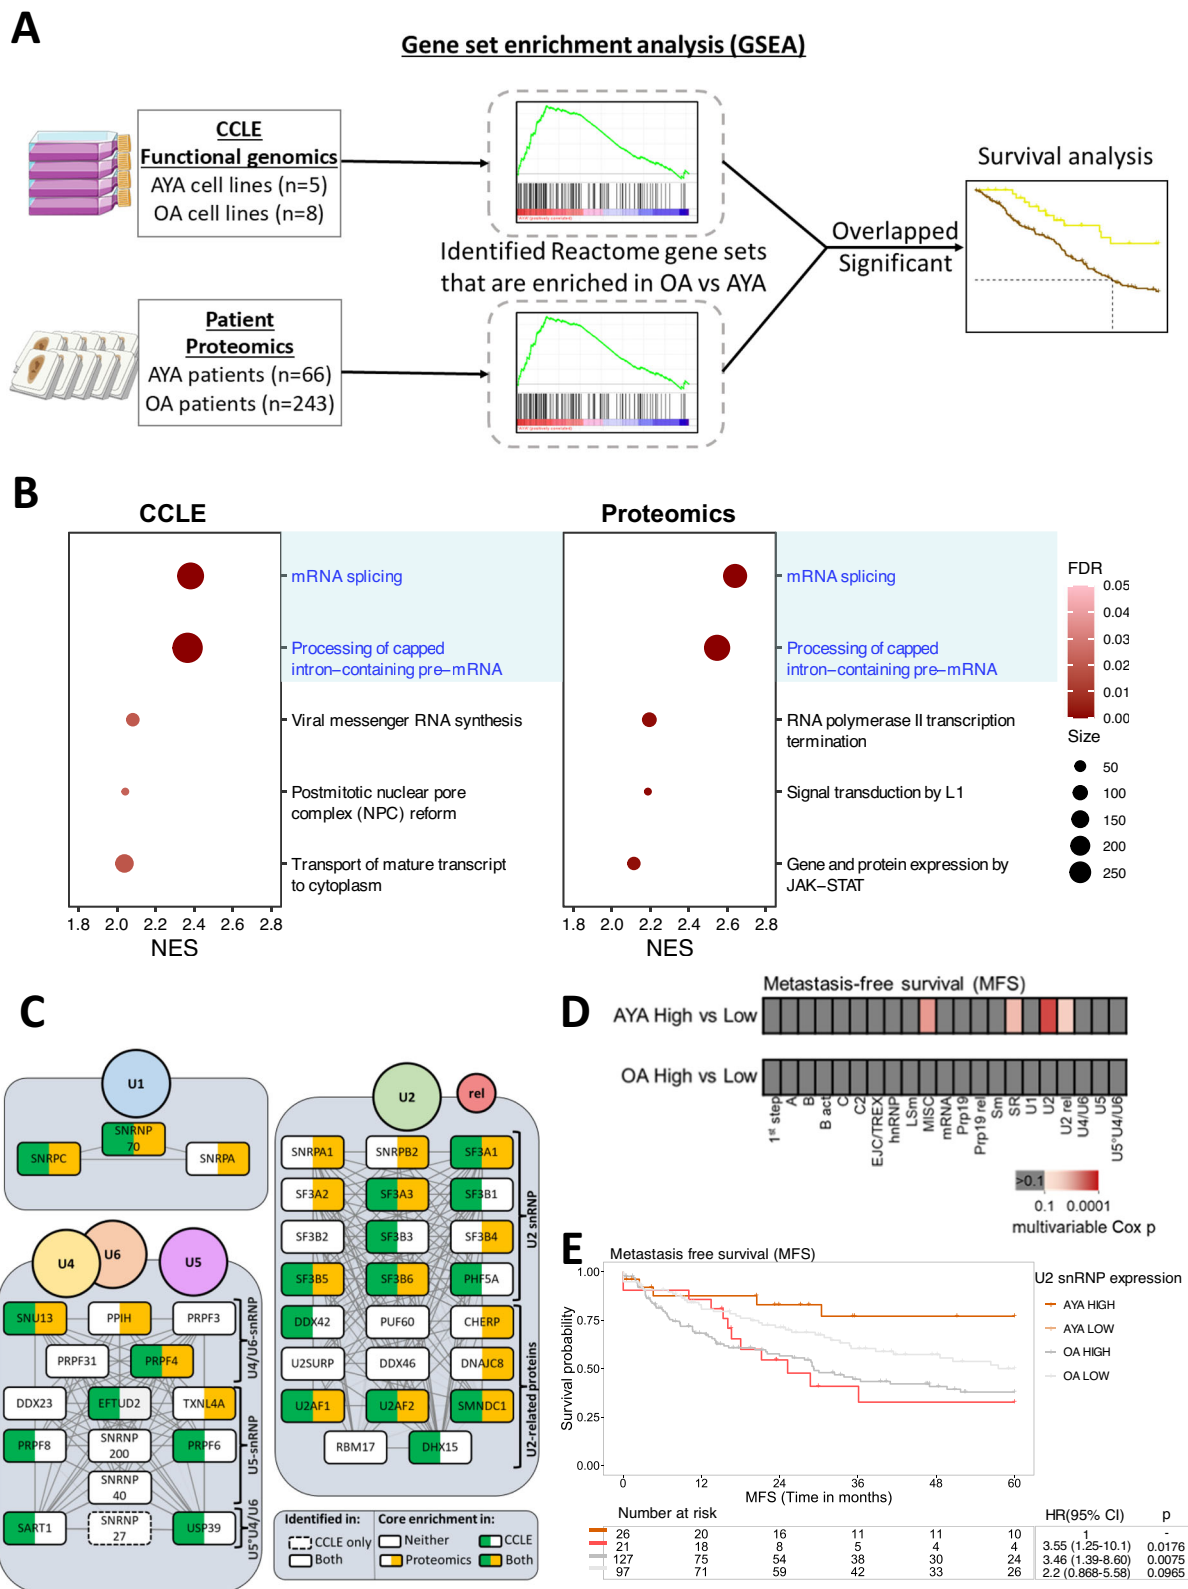 A
Gene set enrichment analysis (GSEA)
CCLE
Functional genomics
AYA cell lines (n=5)
OA cell lines (n=8)
Identified Reactome gene sets
that are enriched in OA vs AYA
Patient
Proteomics
AYA patients (n=66)
OA patients (n=243)
Overlapped
Significant
Survival analysis
B
CCLE
mRNA splicing
Processing of capped
intron–containing pre–mRNA
Viral messenger RNA synthesis
Postmitotic nuclear pore
complex (NPC) reform
Transport of mature transcript
to cytoplasm
1.8 2.0 2.2 2.4 2.6 2.8
NES
Proteomics
mRNA splicing
Processing of capped
intron–containing pre–mRNA
RNA polymerase II transcription
termination
Signal transduction by L1
Gene and protein expression by
JAK–STAT
1.8 2.0 2.2 2.4 2.6 2.8
NES
FDR
0.05
0.04
0.03
0.02
0.01
0.00
Size
50
100
150
200
250
C
U1
SNRNP
70
SNRPC
SNRPA
U4
U6
U5
SNU13 PPIH PRPF3
PRPF31 PRPF4
DDX23 EFTUD2 TXNL4A
PRPF8 SNRNP
200 PRPF6
SNRNP
40
SART1 SNRNP
27 USP39
U4/U6-snRNP
U5-snRNP
U5*U4/U6
U2
rel
SNRPA1 SNRPB2 SF3A1
SF3A2 SF3A3 SF3B1
SF3B2 SF3B3 SF3B4
SF3B5 SF3B6 PHF5A
DDX42 PUF60 CHERP
U2SURP DDX46 DNAJC8
U2AF1 U2AF2 SMNDC1
RBM17 DHX15
U2 snRNP
U2-related proteins
Identified in:
CCLE only
Both
Core enrichment in:
Neither
CCLE
Proteomics
Both
D
Metastasis-free survival (MFS)
AYA High vs Low
OA High vs Low
1st step
A
B
B act
C
C2
EJC/TREX
hnRNP
LSm
MISC
mRNA
Prp19
Prp19 rel
Sm
SR
U1
U2
U2 rel
U4/U6
U5
U5*U4/U6
>0.1
0.1 0.0001
multivariable Cox p
E
Metastasis free survival (MFS)
Survival probability
1.00
0.75
0.50
0.25
0.00
0 12 24 36 48 60
MFS (Time in months)
U2 snRNP expression
AYA HIGH
AYA LOW
OA HIGH
OA LOW
Number at risk
HR(95% CI) p
26 20 16 11 11 10 1 -
21 18 8 5 4 4 3.55 (1.25-10.1) 0.0176
127 75 54 38 30 24 3.46 (1.39-8.60) 0.0075
97 71 59 42 33 26 2.2 (0.868-5.58) 0.0965